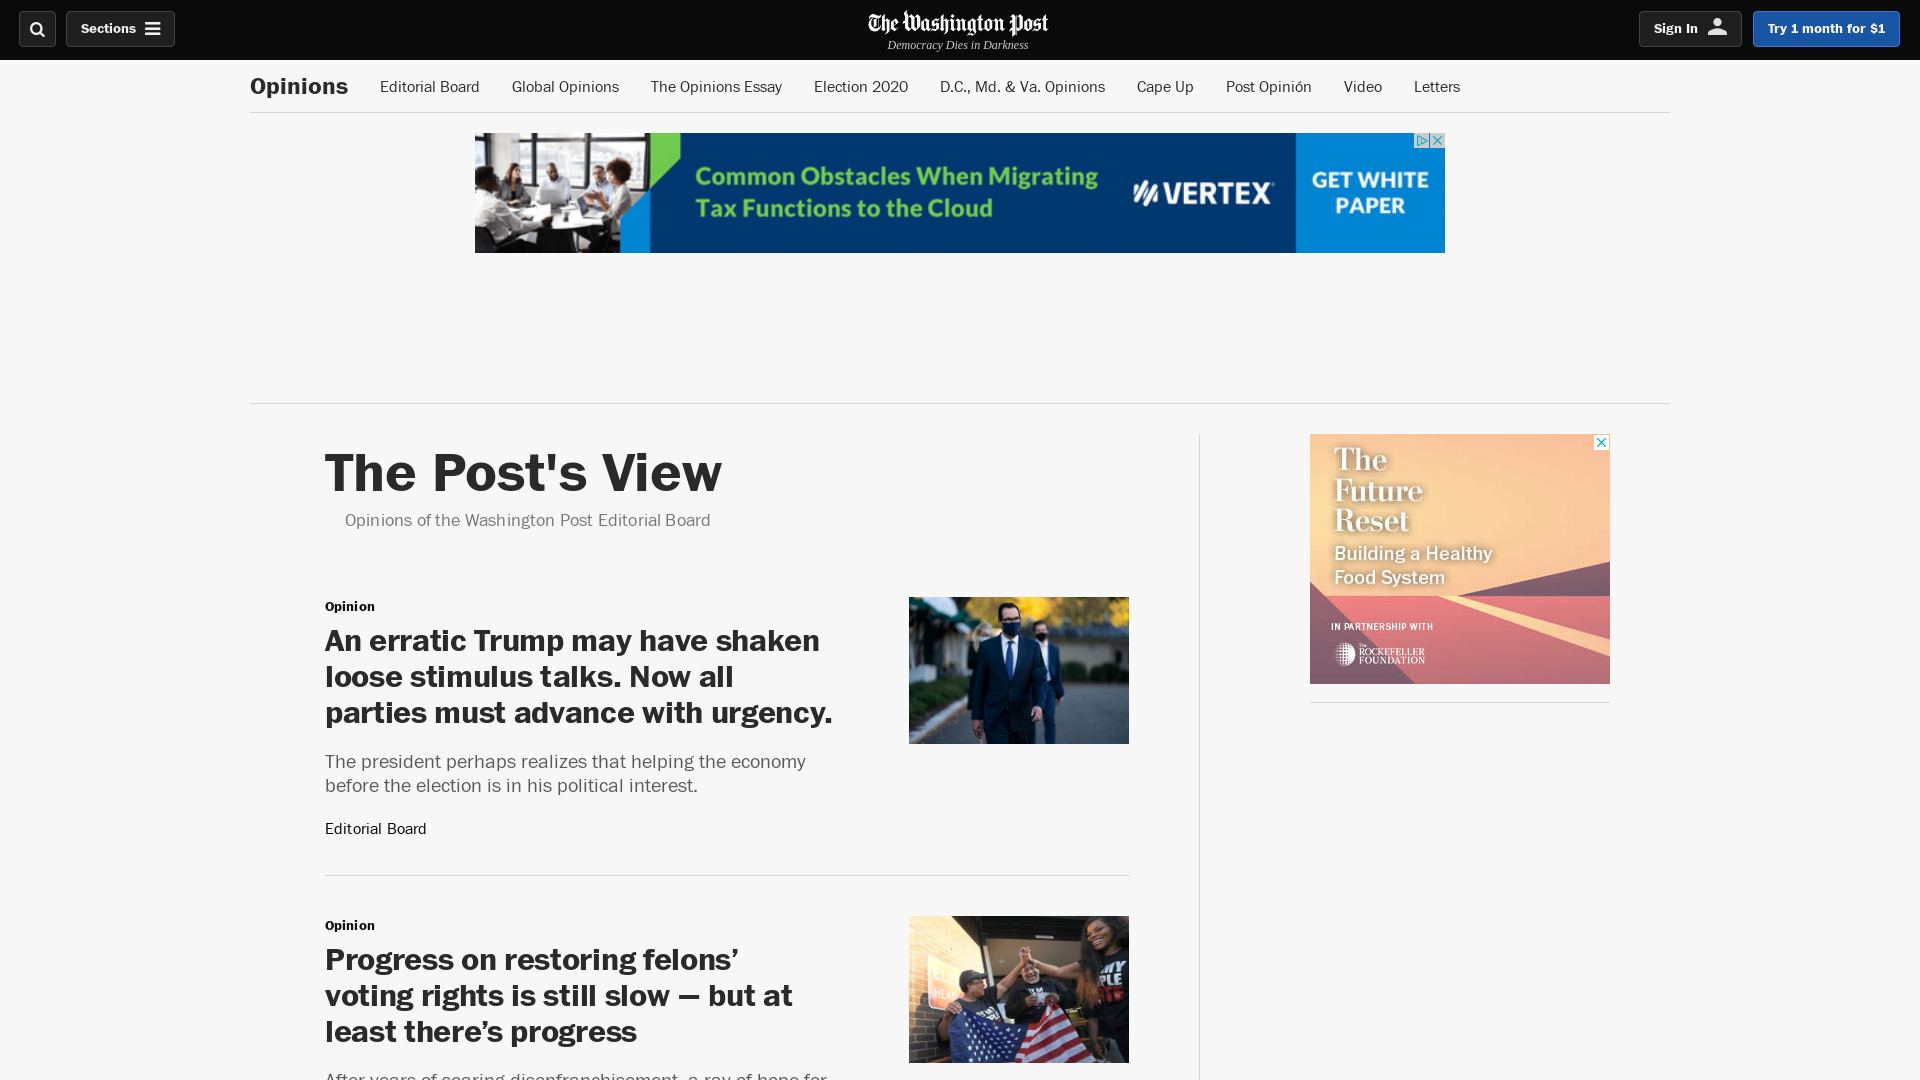 Sections
The Washington Post
Democracy Dies in Darkness
Sign In
Try 1 month for $1
Opinions
Editorial Board
Global Opinions
The Opinions Essay
Election 2020
D.C., Md. & Va. Opinions
Cape Up
Post Opinión
Video
Letters
Common Obstacles When Migrating
Tax Functions to the Cloud
VERTEX
GET WHITE
PAPER
The Post's View
Opinions of the Washington Post Editorial Board
Opinion
An erratic Trump may have shaken
loose stimulus talks. Now all
parties must advance with urgency.
The president perhaps realizes that helping the economy
before the election is in his political interest.
Editorial Board
Opinion
Progress on restoring felons’
voting rights is still slow — but at
least there’s progress
After years of soaring disenfranchisement, a ray of hope for
The
Future
Reset
Building a Healthy
Food System
IN PARTNERSHIP WITH
The
ROCKEFELLER
FOUNDATION